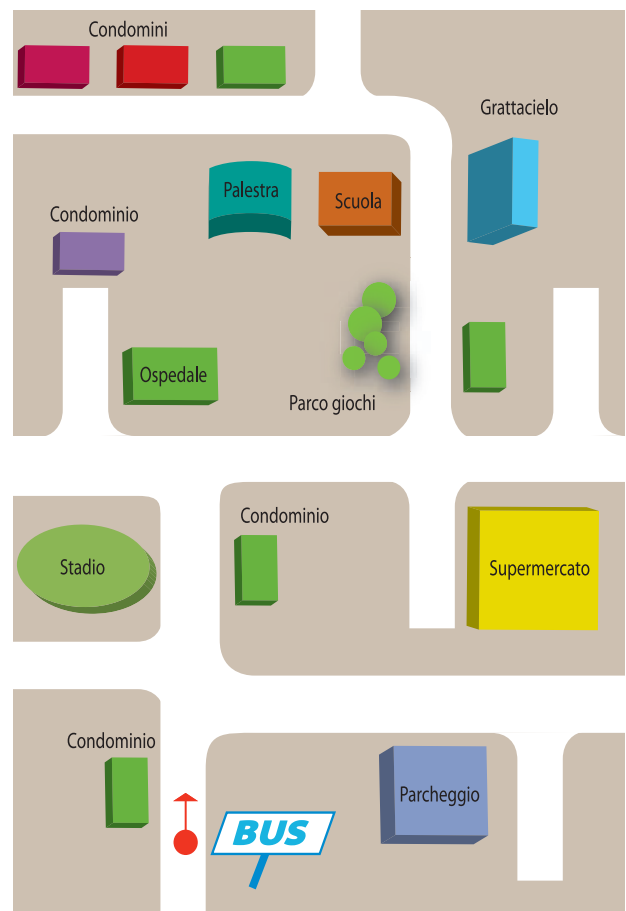 Condomini
Grattacielo
Palestra
Scuola
Condominio
Ospedale
Parco giochi
Condominio
Stadio
Supermercato
Condominio
Parcheggio
BUS